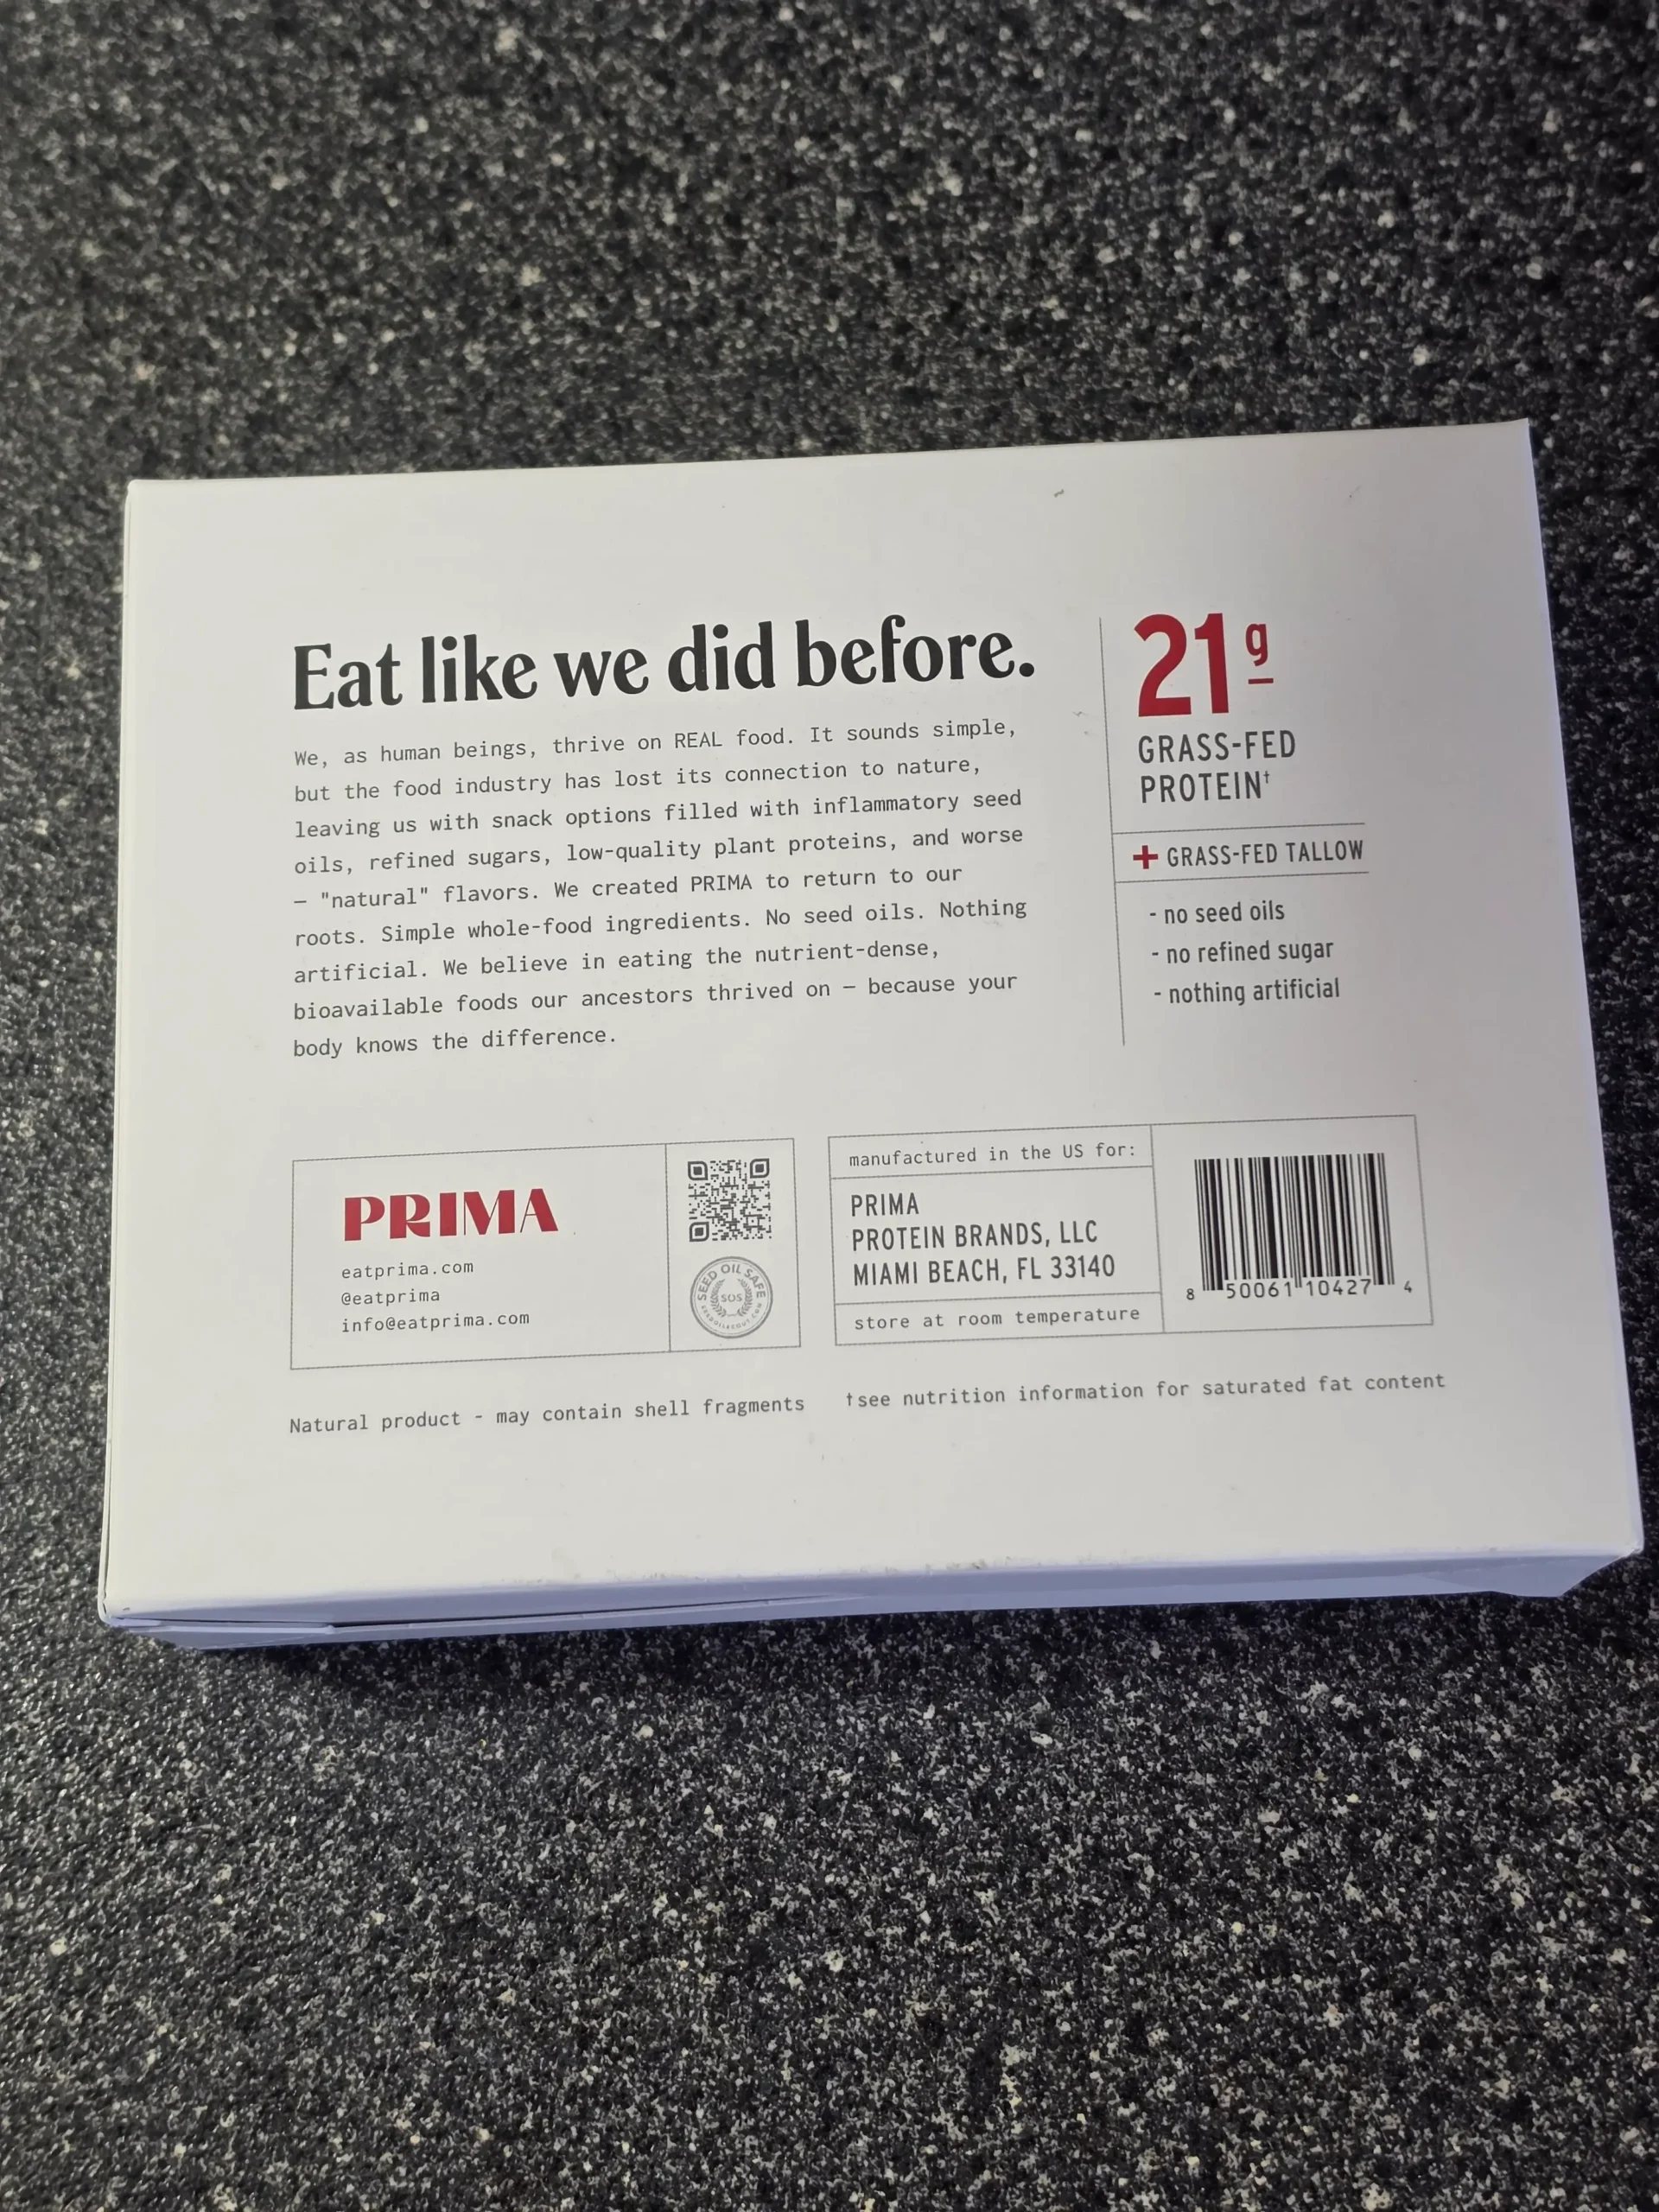 Eat like we did before.
We, as human beings, thrive on REAL food. It sounds simple,
but the food industry has lost its connection to nature,
leaving us with snack options filled with inflammatory seed
oils, refined sugars, low-quality plant proteins, and worse
— "natural" flavors. We created PRIMA to return to our
roots. Simple whole-food ingredients. No seed oils. Nothing
artificial. We believe in eating the nutrient-dense,
bioavailable foods our ancestors thrived on — because your
body knows the difference.
21g
GRASS-FED
PROTEIN†
+ GRASS-FED TALLOW
- no seed oils
- no refined sugar
- nothing artificial
PRIMA
eatprima.com
@eatprima
info@eatprima.com
SEED OIL SAFE
SOS
seedoilscout.com
manufactured in the US for:
PRIMA
PROTEIN BRANDS, LLC
MIAMI BEACH, FL 33140
store at room temperature
8 50061 10427 4
Natural product - may contain shell fragments
†see nutrition information for saturated fat content